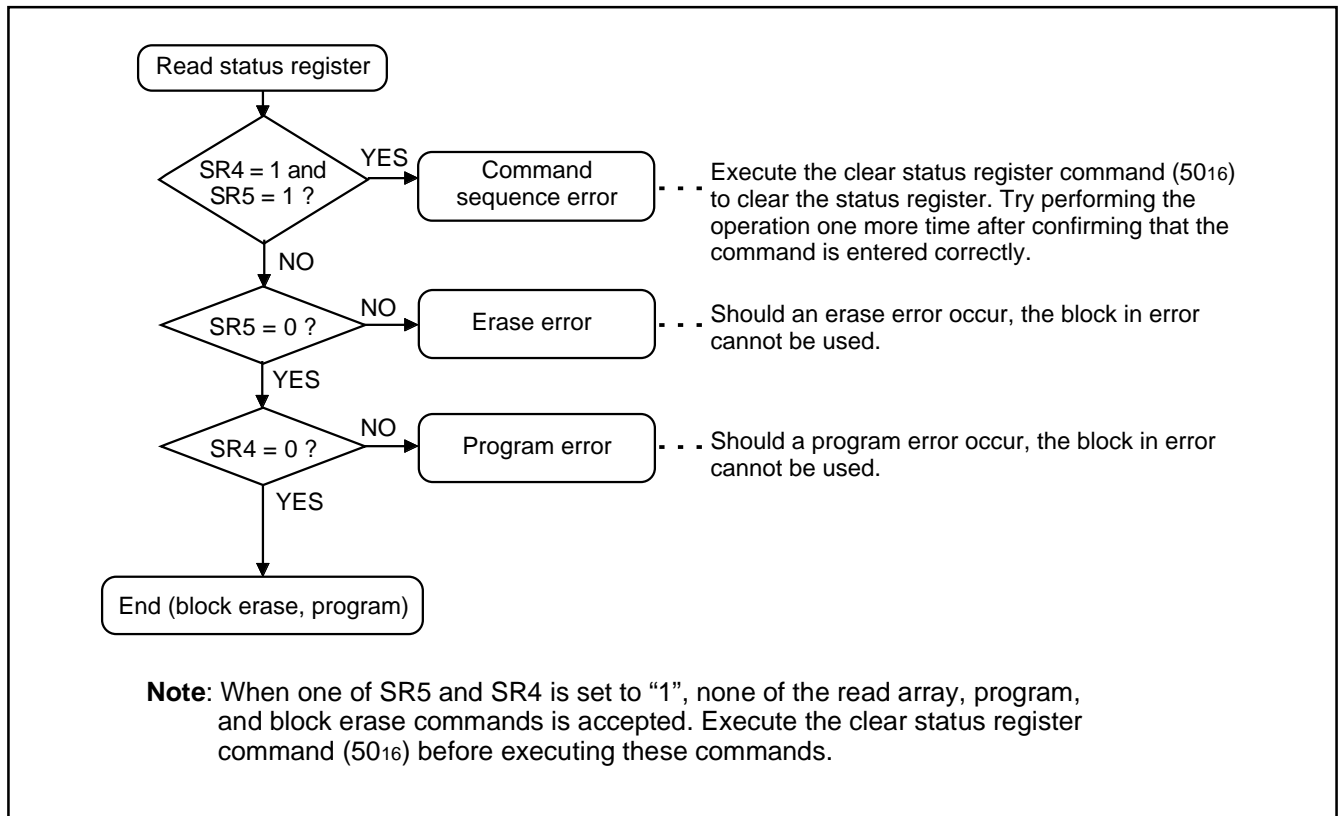 Read status register
SR4 = 1 and
SR5 = 1 ?
YES
Command
sequence error
Execute the clear status register command (5016)
to clear the status register. Try performing the
operation one more time after confirming that the
command is entered correctly.
NO
SR5 = 0 ?
NO
Erase error
Should an erase error occur, the block in error
cannot be used.
YES
SR4 = 0 ?
NO
Program error
Should a program error occur, the block in error
cannot be used.
YES
End (block erase, program)
Note: When one of SR5 and SR4 is set to “1”, none of the read array, program,
and block erase commands is accepted. Execute the clear status register
command (5016) before executing these commands.